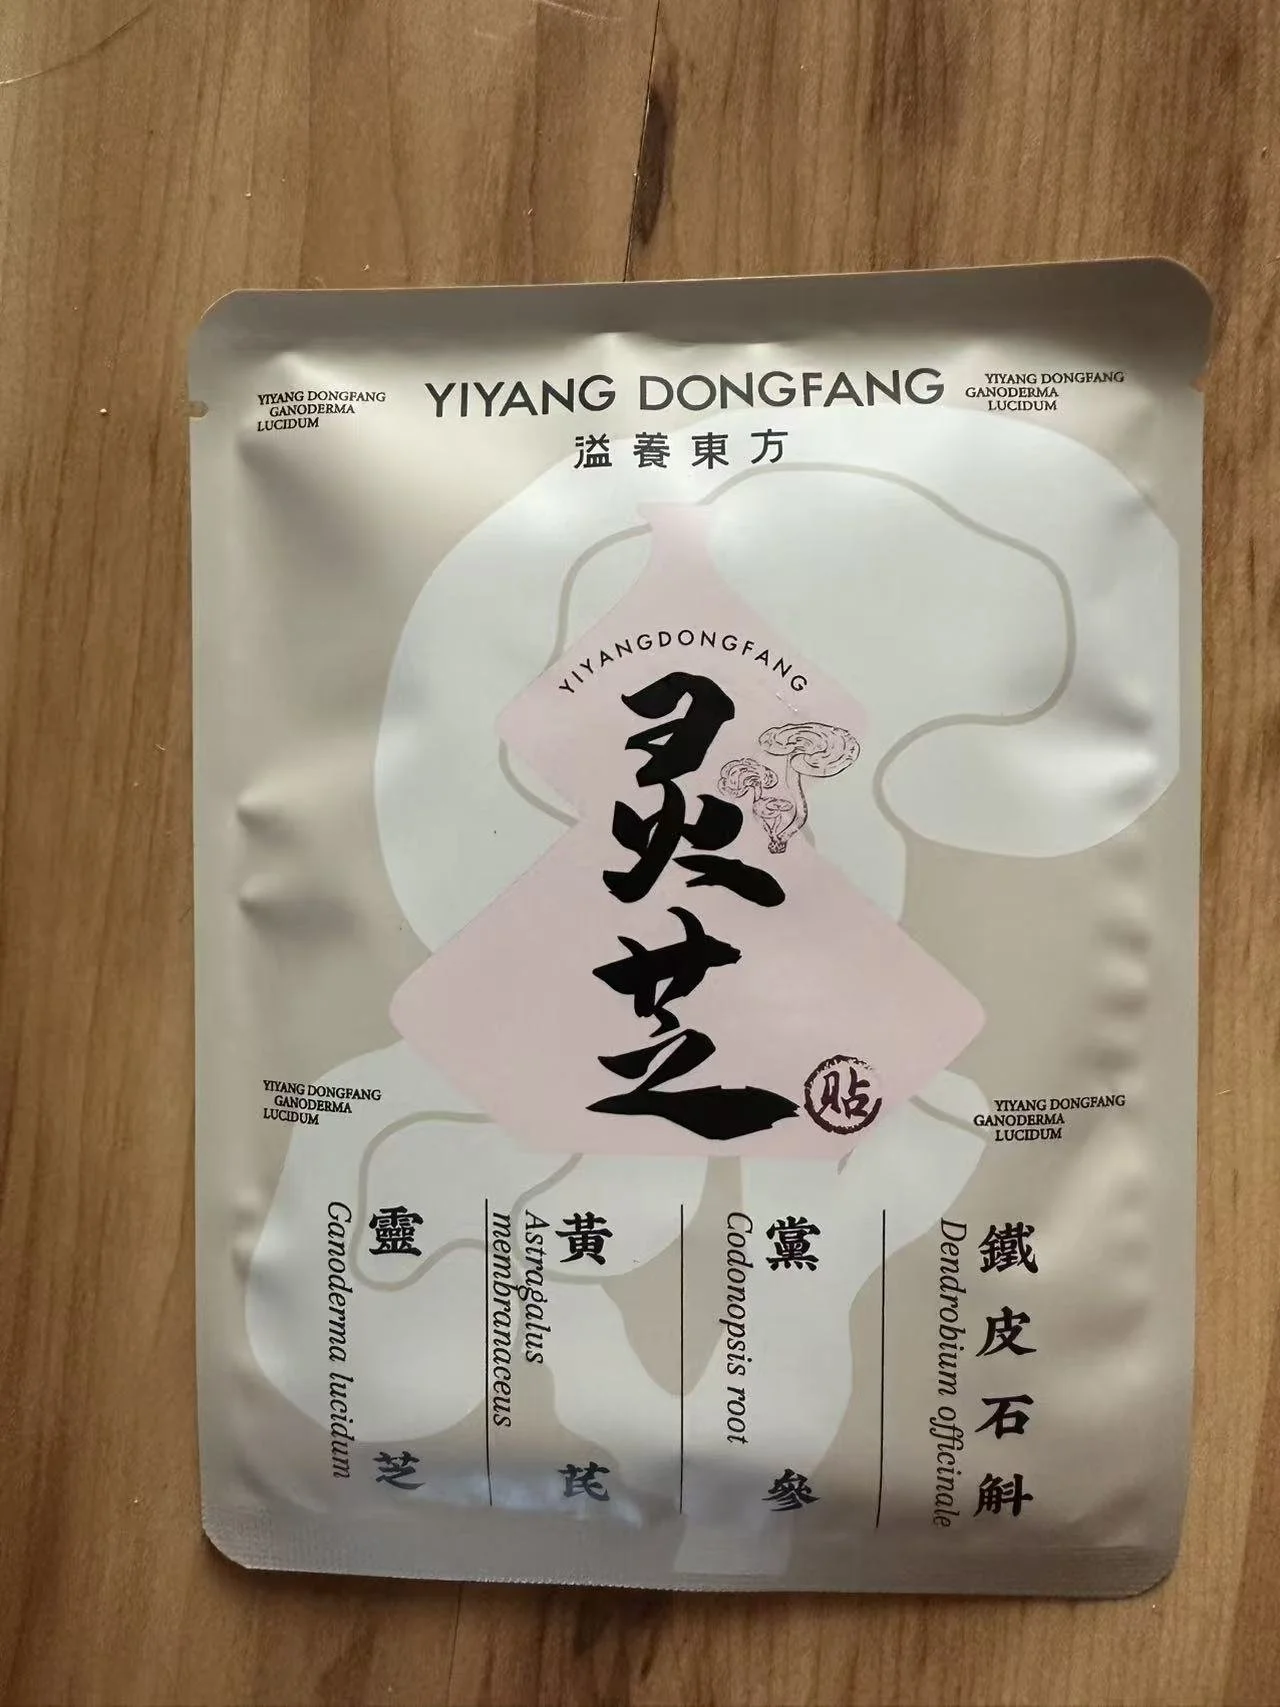 YIYANG DONGFANG
溢養東方
YIYANG DONGFANG
GANODERMA
LUCIDUM
YIYANG DONGFANG
GANODERMA
LUCIDUM
YIYANGDONGFANG
灵芝
貼
YIYANG DONGFANG
GANODERMA
LUCIDUM
YIYANG DONGFANG
GANODERMA
LUCIDUM
靈芝
Ganoderma lucidum
黃芪
Astragalus
membranaceus
黨參
Codonopsis root
鐵皮石斛
Dendrobium officinale